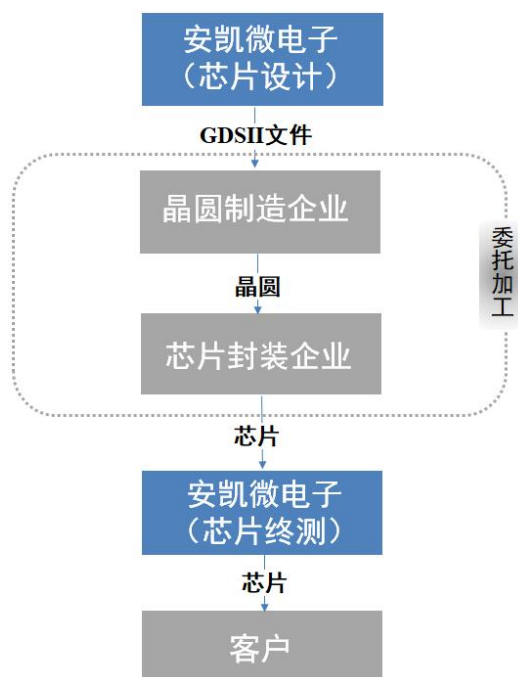 安凯微电子
（芯片设计）
GDSII文件
晶圆制造企业
委托加工
晶圆
芯片封装企业
芯片
安凯微电子
（芯片终测）
芯片
客户